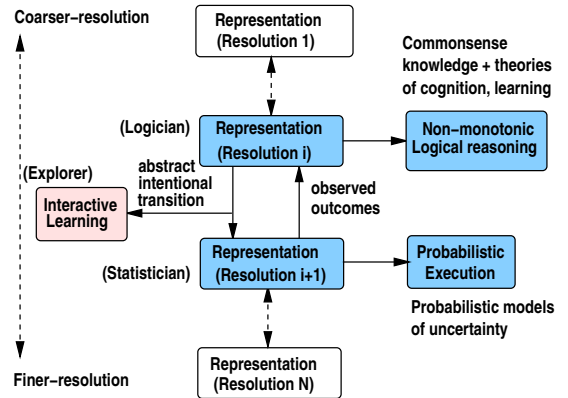 Coarser-resolution
Representation
(Resolution 1)
Commonsense
knowledge + theories
of cognition, learning
(Logician)
Representation
(Resolution i)
Non-monotonic
Logical reasoning
(Explorer)
abstract
intentional
transition
observed
outcomes
Interactive
Learning
(Statistician)
Representation
(Resolution i+1)
Probabilistic
Execution
Probabilistic models
of uncertainty
Finer-resolution
Representation
(Resolution N)